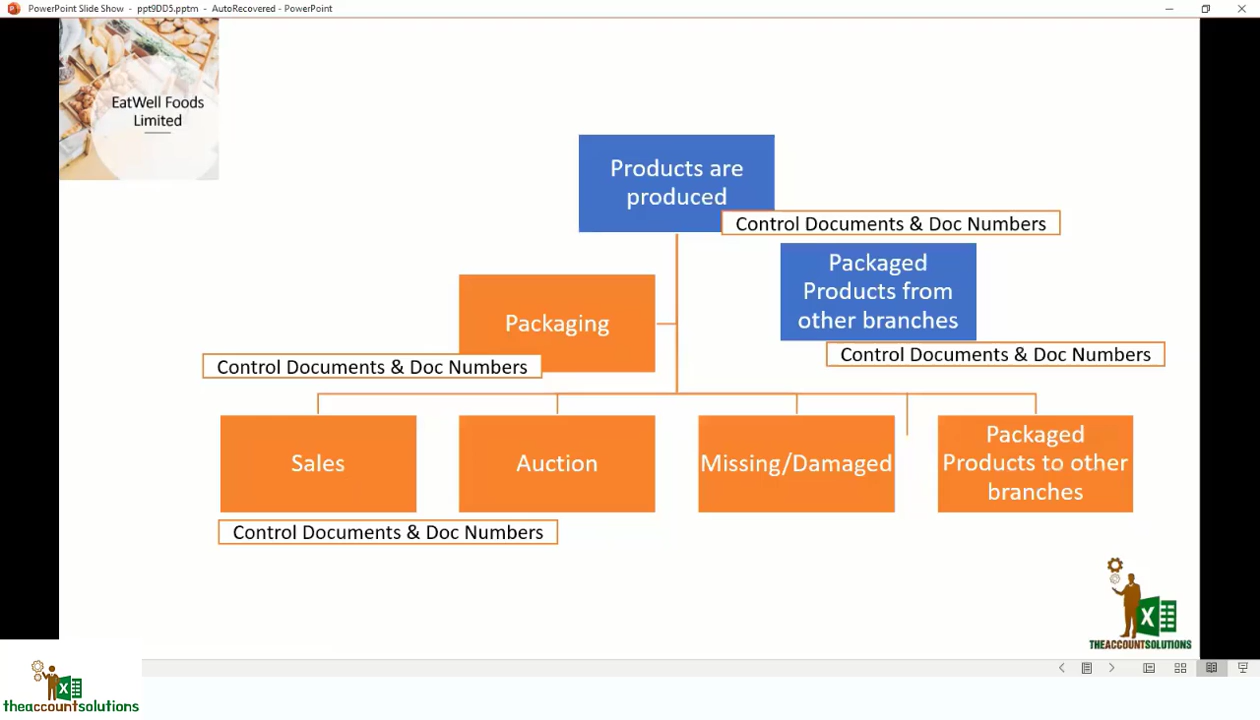 PowerPoint Slide Show - ppt9DD5.pptm - AutoRecovered - PowerPoint
EatWell Foods
Limited
Products are
produced
Control Documents & Doc Numbers
Packaged
Products from
other branches
Control Documents & Doc Numbers
Packaging
Control Documents & Doc Numbers
Sales
Control Documents & Doc Numbers
Auction
Missing/Damaged
Packaged
Products to other
branches
THEACCOUNTSOLUTIONS
theaccountsolutions